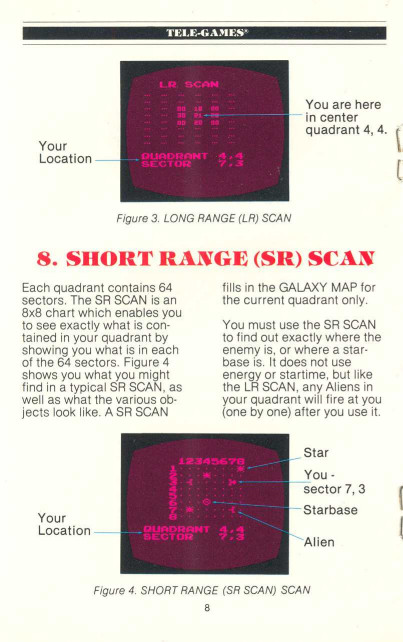 TELE-GAMES®
LR SCAN
You are here
in center
quadrant 4, 4.
Your
Location
QUADRANT 4.4
SECTOR 7.3
Figure 3. LONG RANGE (LR) SCAN
8. SHORT RANGE (SR) SCAN
Each quadrant contains 64
sectors. The SR SCAN is an
8x8 chart which enables you
to see exactly what is con-
tained in your quadrant by
showing you what is in each
of the 64 sectors. Figure 4
shows you what you might
find in a typical SR SCAN, as
well as what the various ob-
jects look like. A SR SCAN
fills in the GALAXY MAP for
the current quadrant only.
You must use the SR SCAN
to find out exactly where the
enemy is, or where a star-
base is. It does not use
energy or startime, but like
the LR SCAN, any Aliens in
your quadrant will fire at you
(one by one) after you use it.
12345678
1
2
3
4
5
6
7
8
Star
You -
sector 7, 3
Starbase
Alien
Your
Location
QUADRANT 4.4
SECTOR 7.3
Figure 4. SHORT RANGE (SR SCAN) SCAN
8